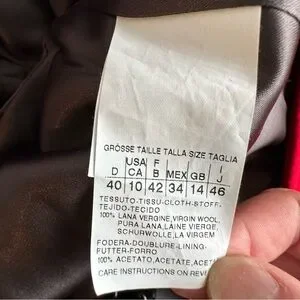 GRÖSSE TAILLE TALLA SIZE TAGLIA
USA F I
D CA B MEX GB J
40 10 42 34 14 46
TESSUTO-TISSU-CLOTH-STOFF-
TEJIDO-TECIDO
100% LANA VERGINE, VIRGIN WOOL,
PURA LANA, LAINE VIERGE,
SCHURWOLLE, LA VIRGEM
FODERA-DOUBLURE-LINING-
FUTTER-FORRO
100% ACETATO, ACETATE, ACE
CARE INSTRUCTIONS ON REVE